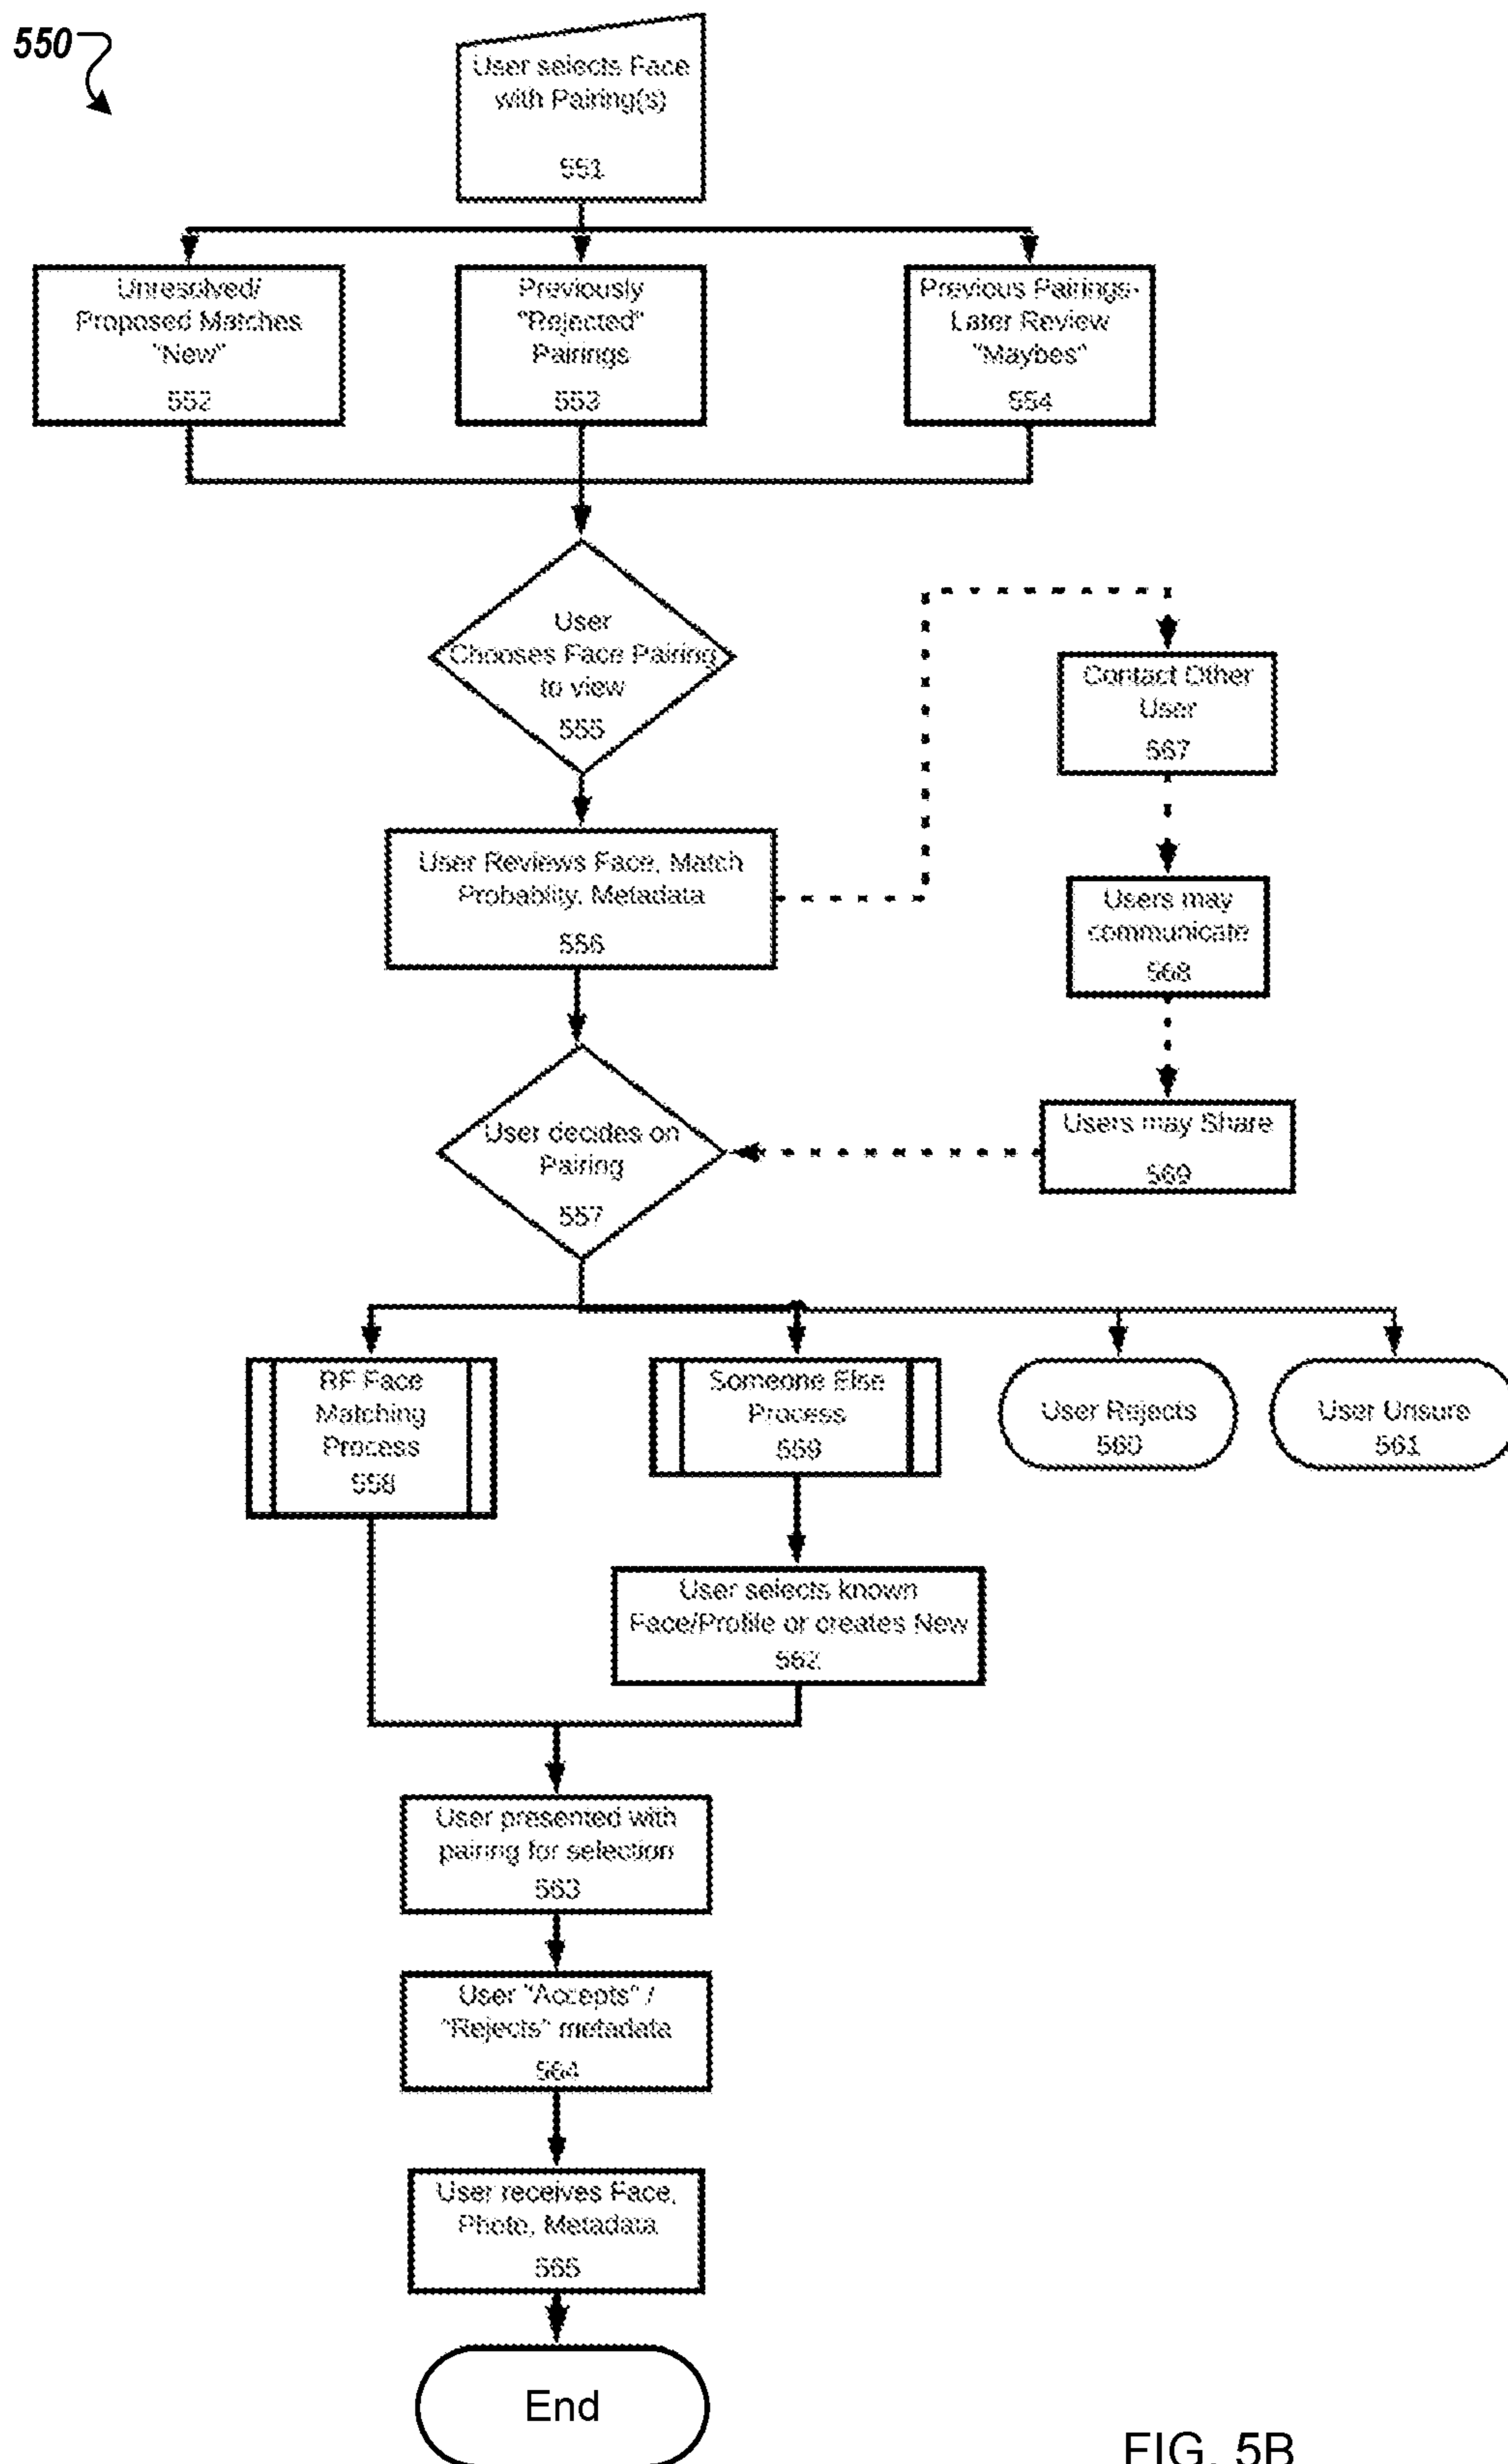 550
User selects Face
with Pairing(s)
551
Unresolved/
Proposed Matches
"New"
552
Previously
"Rejected"
Pairings
553
Previous Pairings-
Later Review
"Maybes"
554
User
Chooses Face Pairing
to view
555
Contact Other
User
567
User Reviews Face, Match
Probablity, Metadata
556
Users may
communicate
568
User decides on
Pairing
557
Users may Share
569
RF Face
Matching
Process
558
Someone Else
Process
559
User Rejects
560
User Unsure
561
User selects known
Face/Profile or creates New
562
User presented with
pairing for selection
563
User "Accepts" /
"Rejects" metadata
564
User receives Face,
Photo, Metadata
565
End
FIG. 5B